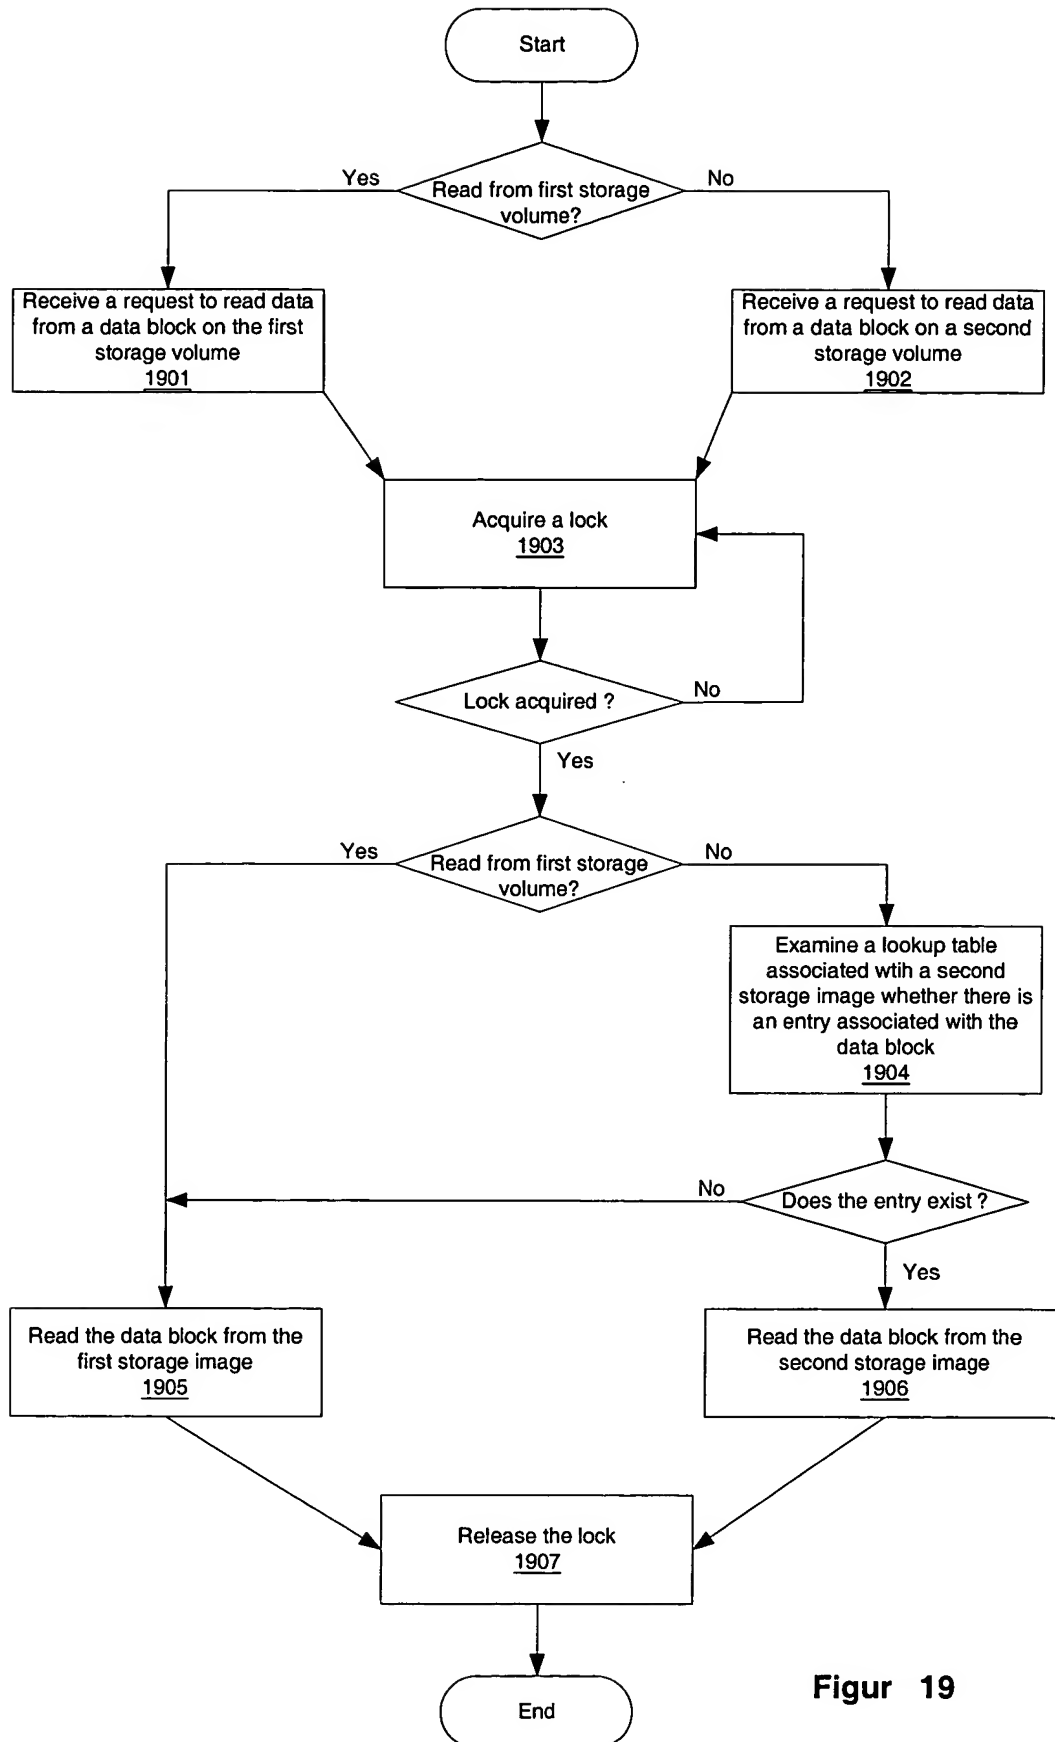 Start
Read from first storage
volume?
Yes
No
Receive a request to read data
from a data block on the first
storage volume
1901
Receive a request to read data
from a data block on a second
storage volume
1902
Acquire a lock
1903
Lock acquired ?
No
Yes
Read from first storage
volume?
Yes
No
Examine a lookup table
associated wtih a second
storage image whether there is
an entry associated with the
data block
1904
Does the entry exist ?
No
Yes
Read the data block from the
first storage image
1905
Read the data block from the
second storage image
1906
Release the lock
1907
End
Figur 19